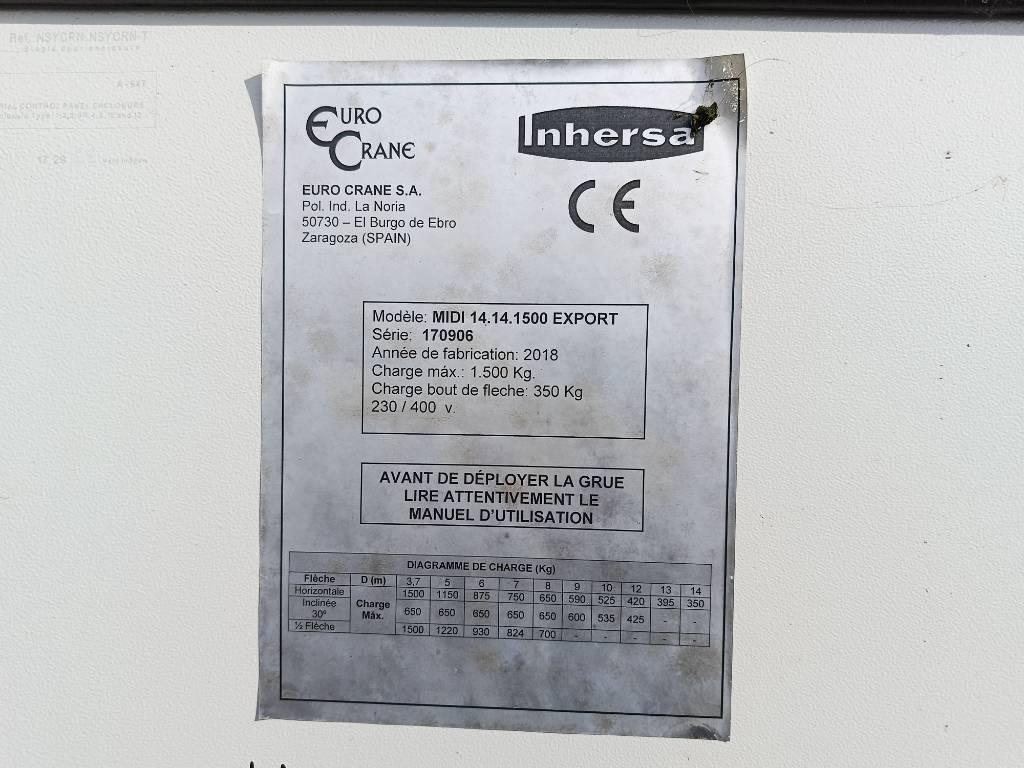 Ref. NSYCRN NSYCRN-T
EURO
CRANE
Inhersa
CE
EURO CRANE S.A.
Pol. Ind. La Noria
50730 – El Burgo de Ebro
Zaragoza (SPAIN)
Modèle: MIDI 14.14.1500 EXPORT
Série: 170906
Année de fabrication: 2018
Charge máx.: 1.500 Kg.
Charge bout de fleche: 350 Kg
230 / 400 v.
AVANT DE DÉPLOYER LA GRUE
LIRE ATTENTIVEMENT LE
MANUEL D'UTILISATION
DIAGRAMME DE CHARGE (Kg)
Flèche D (m) 3,7 5 6 7 8 9 10 12 13 14
Horizontale Charge Máx. 1500 1150 875 750 650 590 525 420 395 350
Inclinée 30º 650 650 650 650 650 600 535 425 - -
½ Flèche 1500 1220 930 824 700 - - - - -